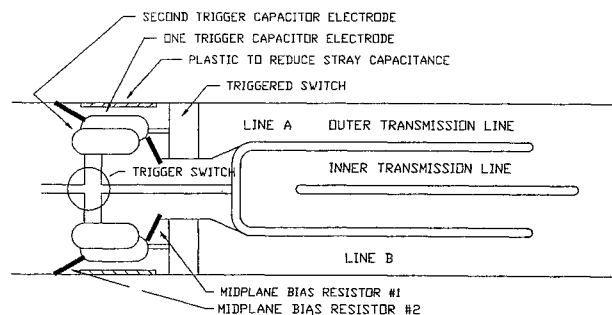 SECOND TRIGGER CAPACITOR ELECTRODE
ONE TRIGGER CAPACITOR ELECTRODE
PLASTIC TO REDUCE STRAY CAPACITANCE
TRIGGERED SWITCH
LINE A
OUTER TRANSMISSION LINE
TRIGGER SWITCH
INNER TRANSMISSION LINE
LINE B
MIDPLANE BIAS RESISTOR #1
MIDPLANE BIAS RESISTOR #2